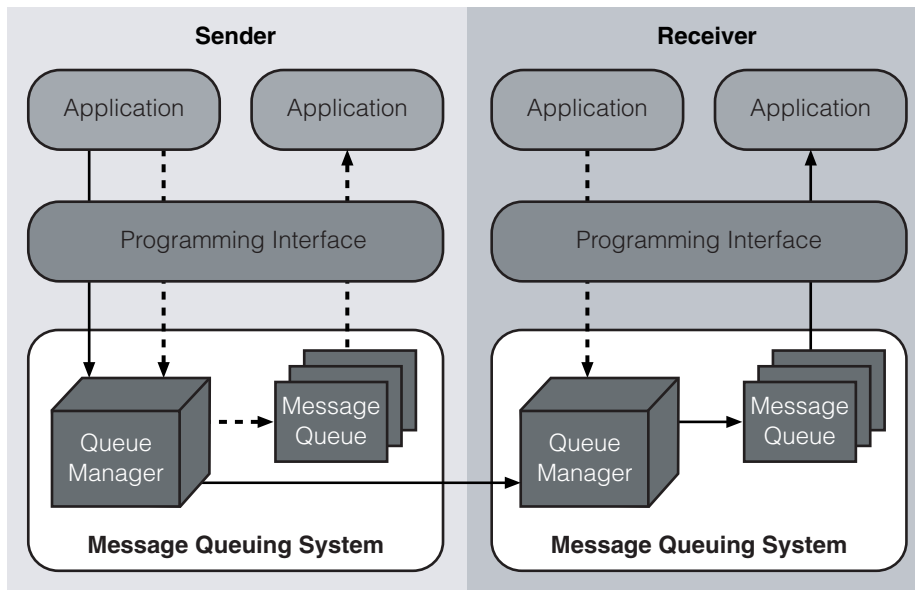 Sender
Receiver
Application
Application
Application
Application
Programming Interface
Programming Interface
Queue
Manager
Message
Queue
Queue
Manager
Message
Queue
Message Queuing System
Message Queuing System